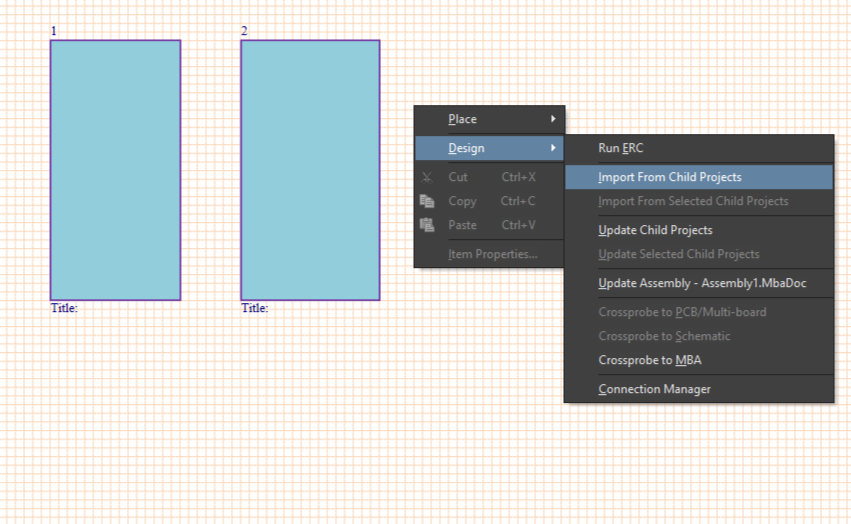 1
2
Title:
Title:
Place
Design
Cut Ctrl+X
Copy Ctrl+C
Paste Ctrl+V
Item Properties...
Run ERC
Import From Child Projects
Import From Selected Child Projects
Update Child Projects
Update Selected Child Projects
Update Assembly - Assembly1.MbaDoc
Crossprobe to PCB/Multi-board
Crossprobe to Schematic
Crossprobe to MBA
Connection Manager